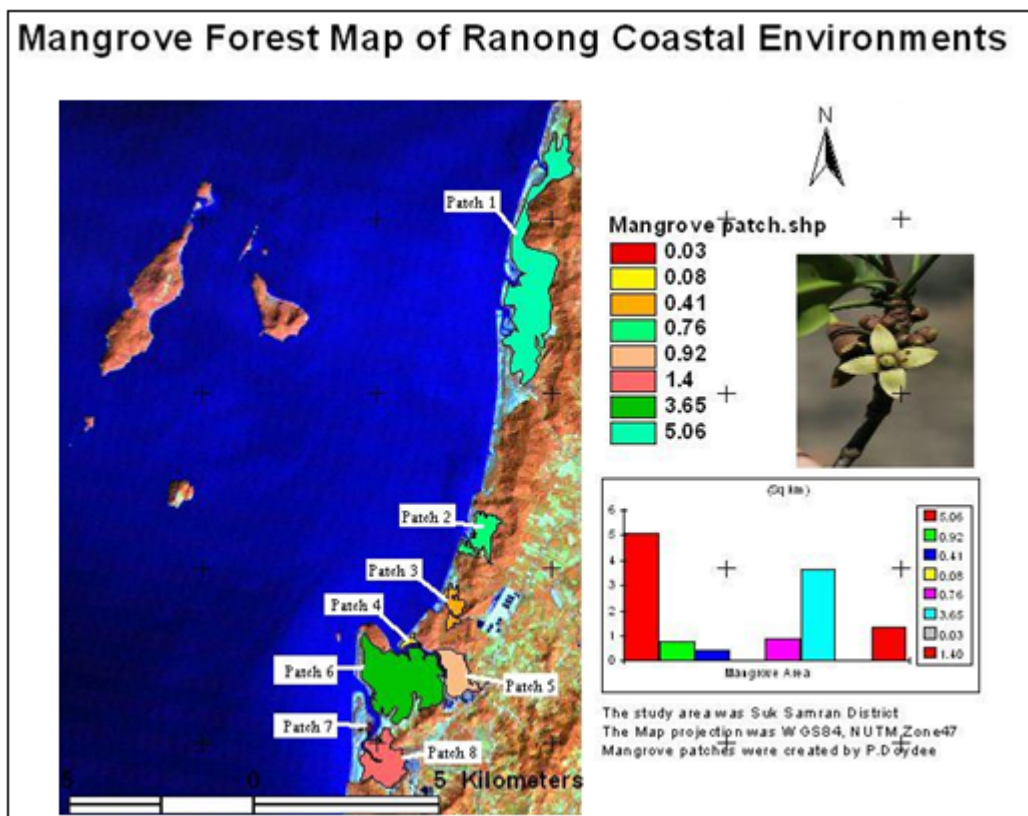 Mangrove Forest Map of Ranong Coastal Environments
N
Patch 1
Patch 2
Patch 3
Patch 4
Patch 5
Patch 6
Patch 7
Patch 8
5 0 5 Kilometers
Mangrove patch.shp
0.03
0.08
0.41
0.76
0.92
1.4
3.65
5.06
(Sq km)
6
5
4
3
2
1
0
Mangrove Area
5.06
0.92
0.41
0.08
0.76
3.65
0.03
1.40
The study area was Suk Samran District
The Map projection was WGS84, NUTM Zone47
Mangrove patches were created by P.Doydee